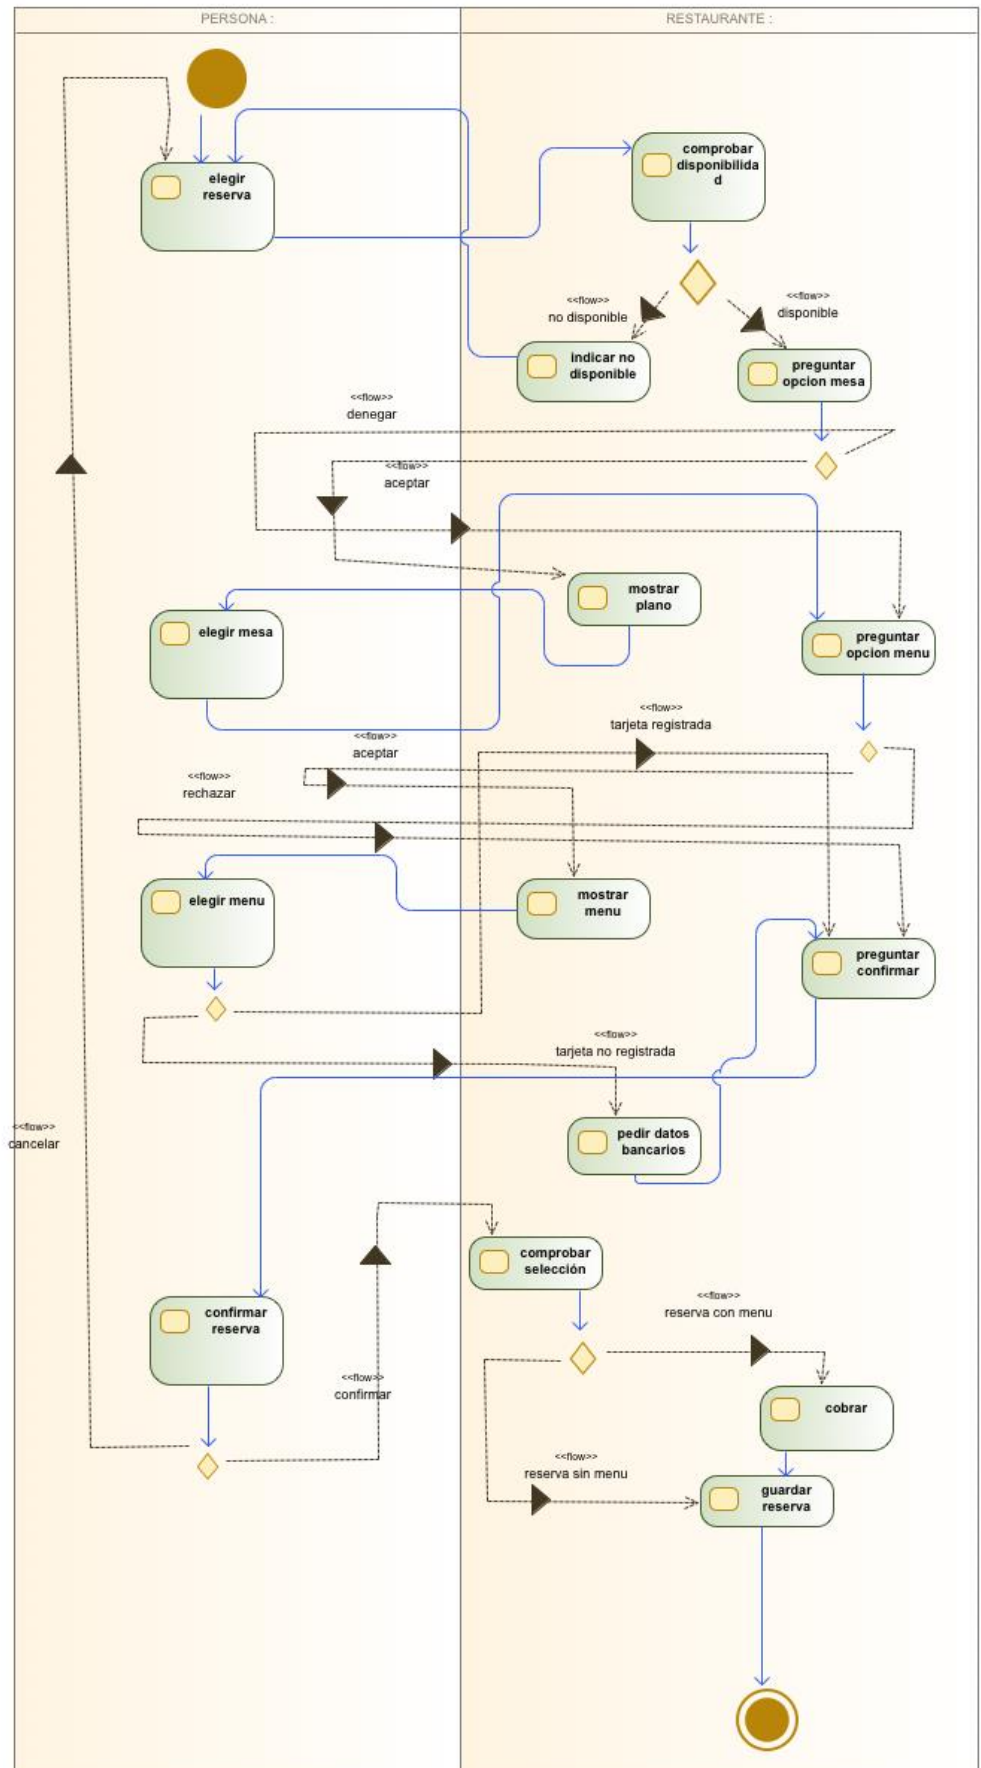 PERSONA :
RESTAURANTE :
comprobar
disponibilida
d
elegir
reserva
<<flow>>
no disponible
<<flow>>
disponible
indicar no
disponible
preguntar
opcion mesa
<<flow>>
denegar
<<flow>>
aceptar
mostrar
plano
elegir mesa
preguntar
opcion menu
<<flow>>
tarjeta registrada
<<flow>>
aceptar
<<flow>>
rechazar
elegir menu
mostrar
menu
preguntar
confirmar
<<flow>>
tarjeta no registrada
<<flow>>
cancelar
pedir datos
bancarios
comprobar
selección
<<flow>>
reserva con menu
confirmar
reserva
<<flow>>
confirmar
cobrar
<<flow>>
reserva sin menu
guardar
reserva